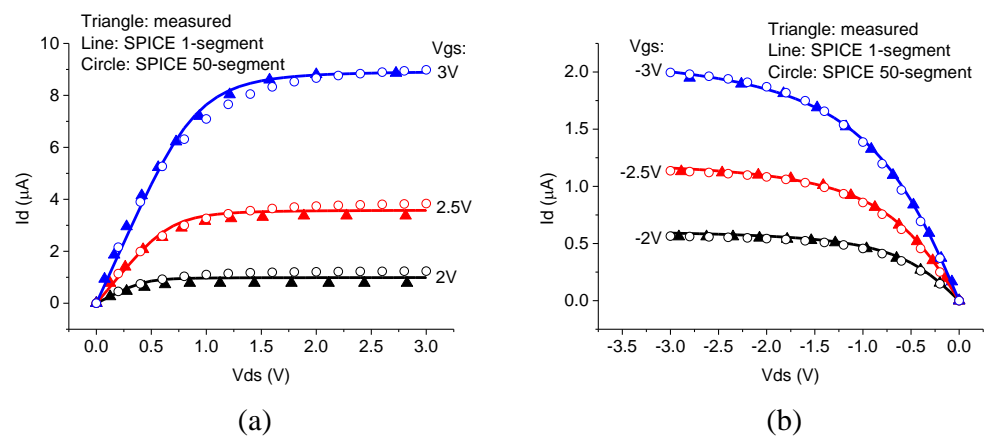 Triangle: measured
Line: SPICE 1-segment
Circle: SPICE 50-segment
Vgs:
3V
2.5V
2V
10
8
6
4
2
0
Id (μA)
0.0 0.5 1.0 1.5 2.0 2.5 3.0
Vds (V)
(a)
Triangle: measured
Line: SPICE 1-segment
Circle: SPICE 50-segment
Vgs:
-3V
-2.5V
-2V
2.0
1.5
1.0
0.5
0.0
Id (μA)
-3.5 -3.0 -2.5 -2.0 -1.5 -1.0 -0.5 0.0
Vds (V)
(b)